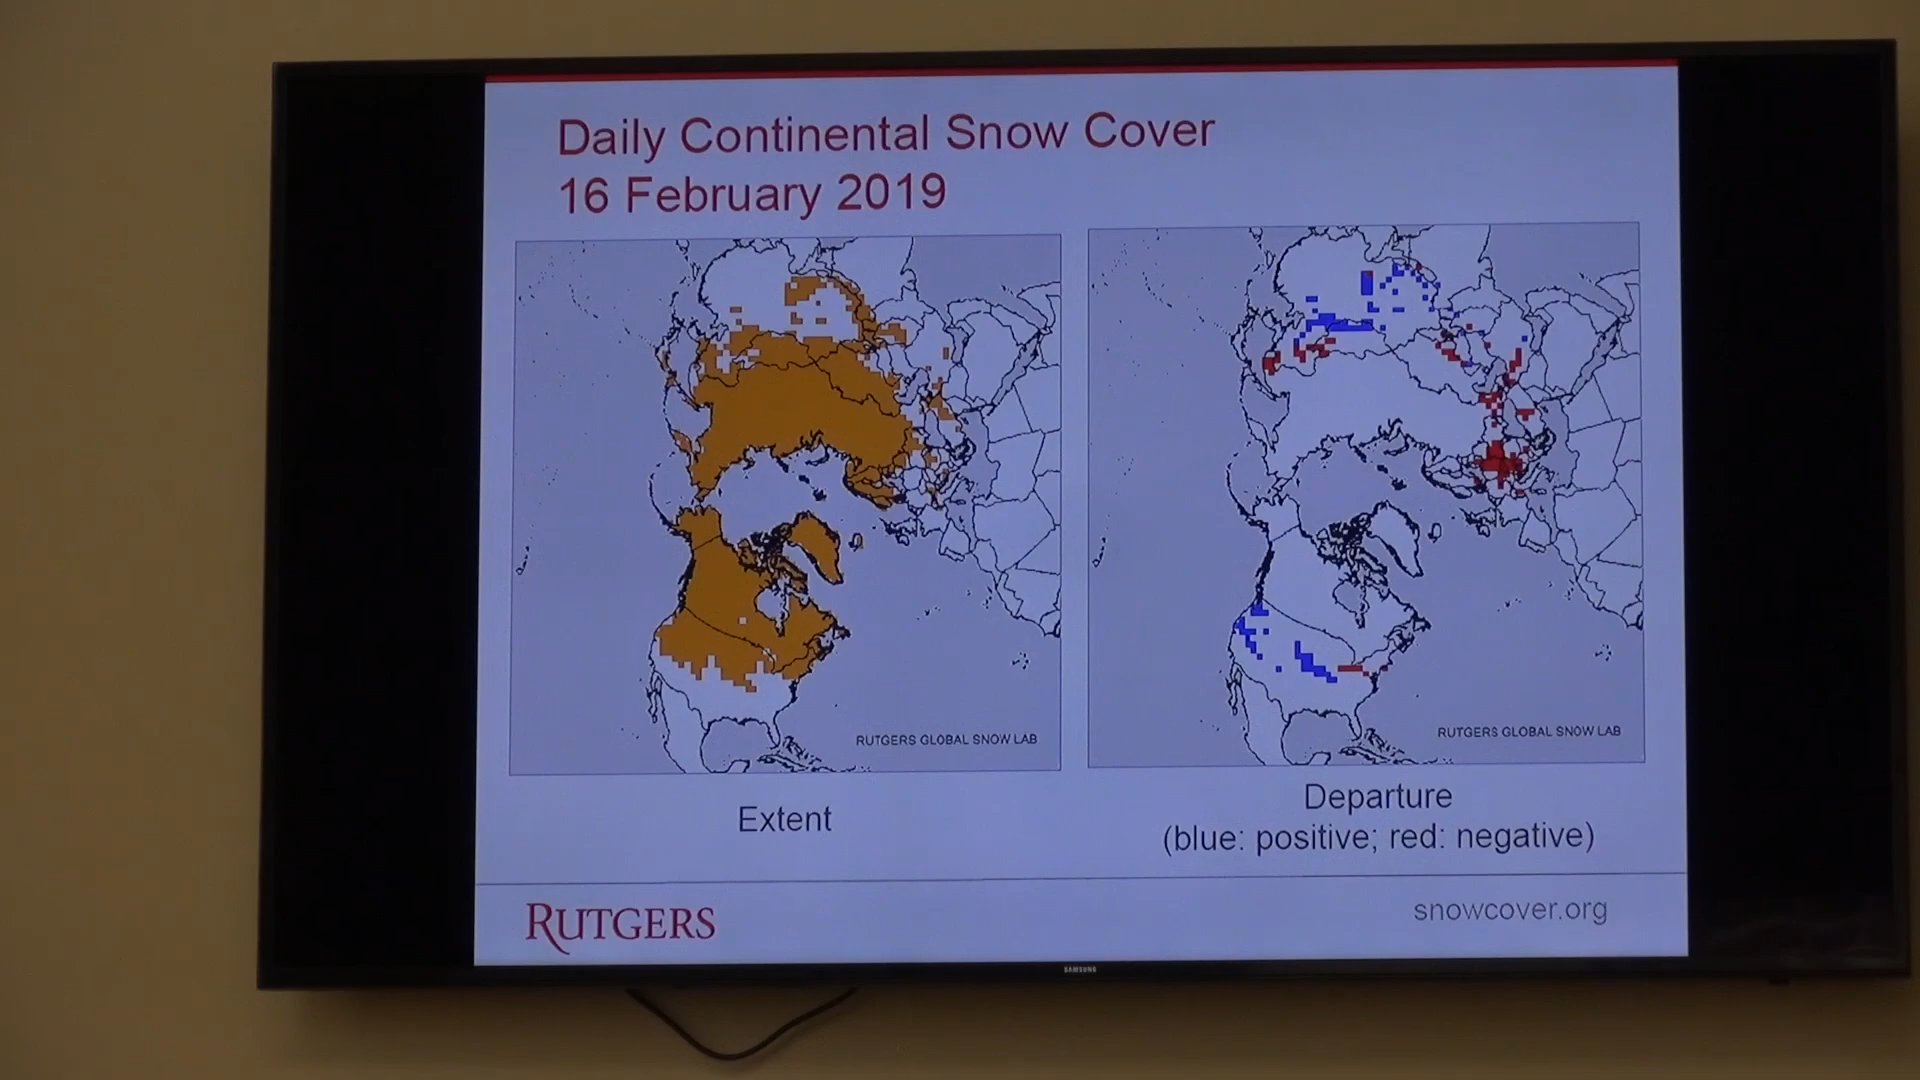 Daily Continental Snow Cover
16 February 2019
RUTGERS GLOBAL SNOW LAB
RUTGERS GLOBAL SNOW LAB
Extent
Departure
(blue: positive; red: negative)
RUTGERS
snowcover.org
SAMSUNG